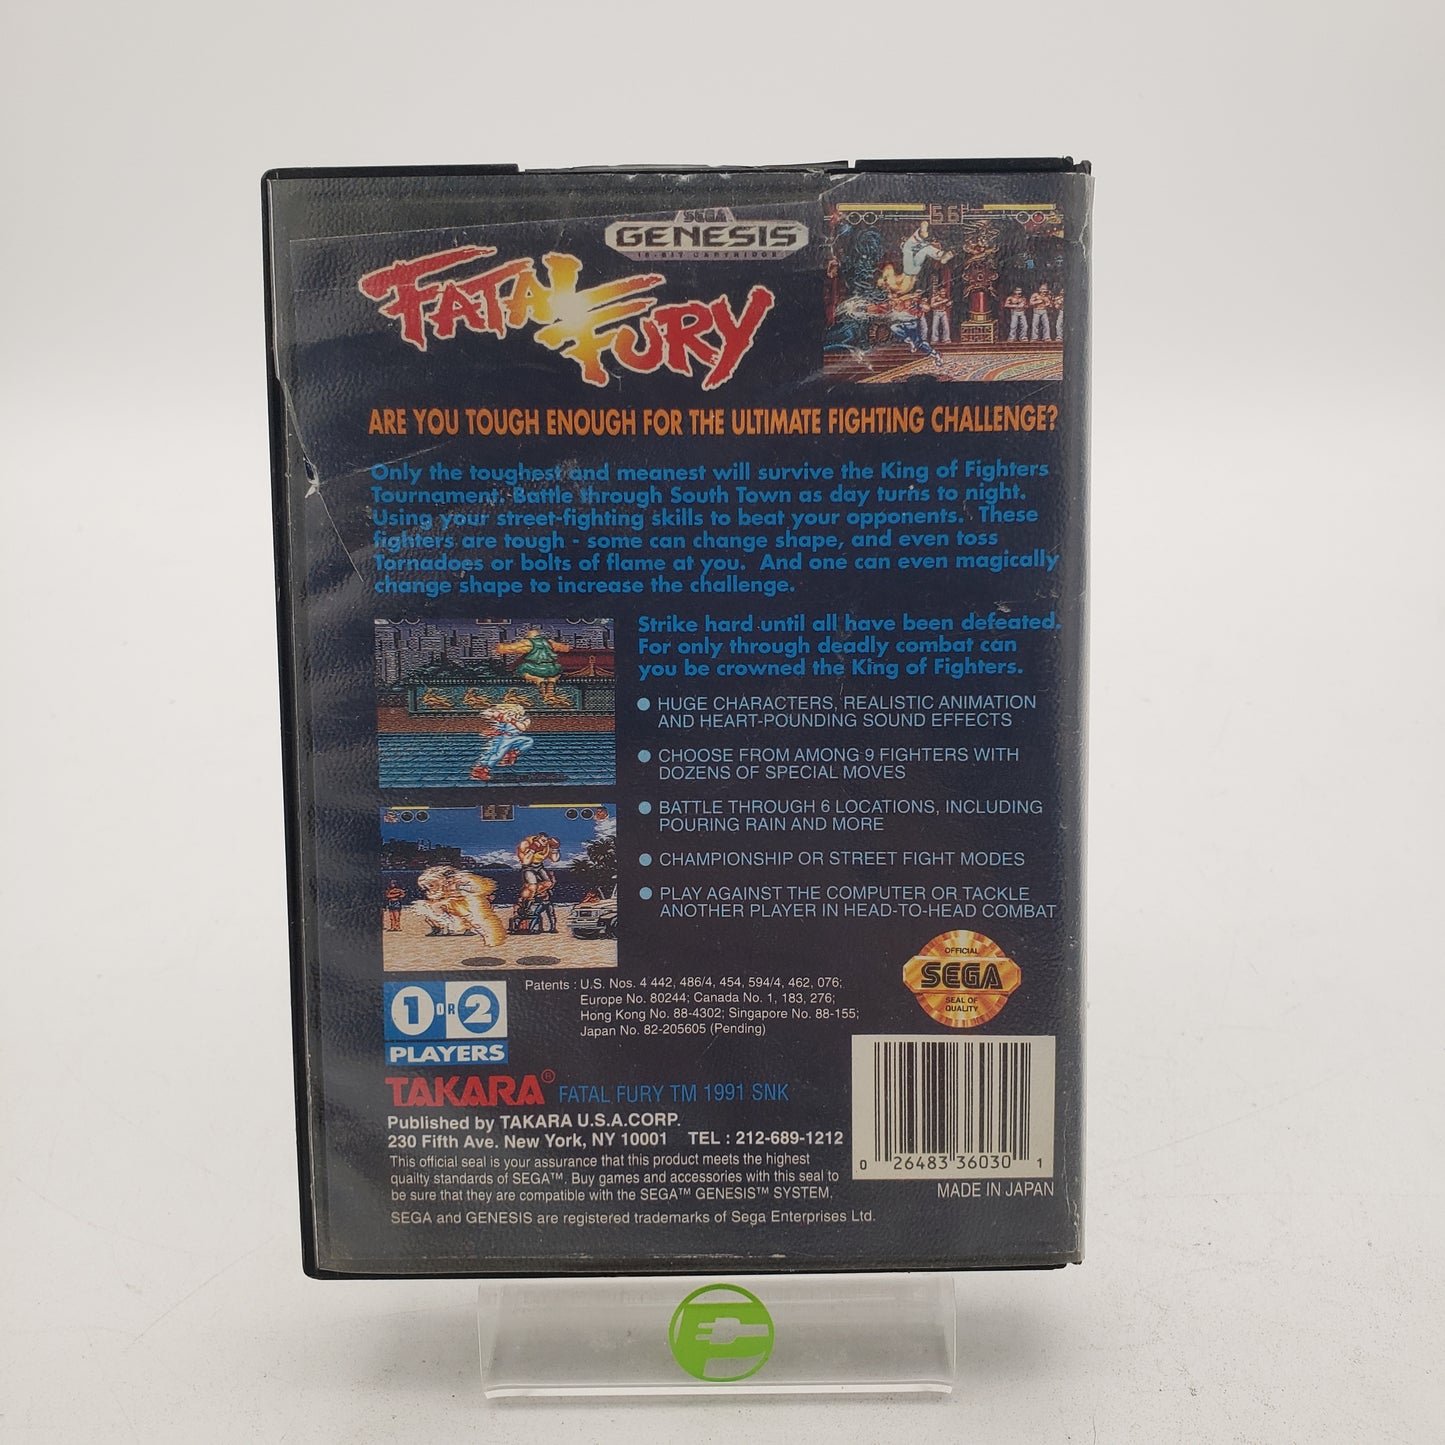 SEGA
GENESIS
16-BIT CARTRIDGE
FATAL
FURY
56
ARE YOU TOUGH ENOUGH FOR THE ULTIMATE FIGHTING CHALLENGE?
Only the toughest and meanest will survive the King of Fighters
Tournament. Battle through South Town as day turns to night.
Using your street-fighting skills to beat your opponents. These
fighters are tough - some can change shape, and even toss
Tornadoes or bolts of flame at you. And one can even magically
change shape to increase the challenge.
Strike hard until all have been defeated.
For only through deadly combat can
you be crowned the King of Fighters.
● HUGE CHARACTERS, REALISTIC ANIMATION
AND HEART-POUNDING SOUND EFFECTS
● CHOOSE FROM AMONG 9 FIGHTERS WITH
DOZENS OF SPECIAL MOVES
● BATTLE THROUGH 6 LOCATIONS, INCLUDING
POURING RAIN AND MORE
● CHAMPIONSHIP OR STREET FIGHT MODES
● PLAY AGAINST THE COMPUTER OR TACKLE
ANOTHER PLAYER IN HEAD-TO-HEAD COMBAT
47
OFFICIAL
SEGA
SEAL OF
QUALITY
1 OR 2
PLAYERS
Patents : U.S. Nos. 4 442, 486/4, 454, 594/4, 462, 076;
Europe No. 80244; Canada No. 1, 183, 276;
Hong Kong No. 88-4302; Singapore No. 88-155;
Japan No. 82-205605 (Pending)
TAKARA® FATAL FURY TM 1991 SNK
Published by TAKARA U.S.A.CORP.
230 Fifth Ave. New York, NY 10001 TEL : 212-689-1212
This official seal is your assurance that this product meets the highest
quailty standards of SEGA™. Buy games and accessories with this seal to
be sure that they are compatible with the SEGA™ GENESIS™ SYSTEM.
SEGA and GENESIS are registered trademarks of Sega Enterprises Ltd.
0 26483 36030 1
MADE IN JAPAN